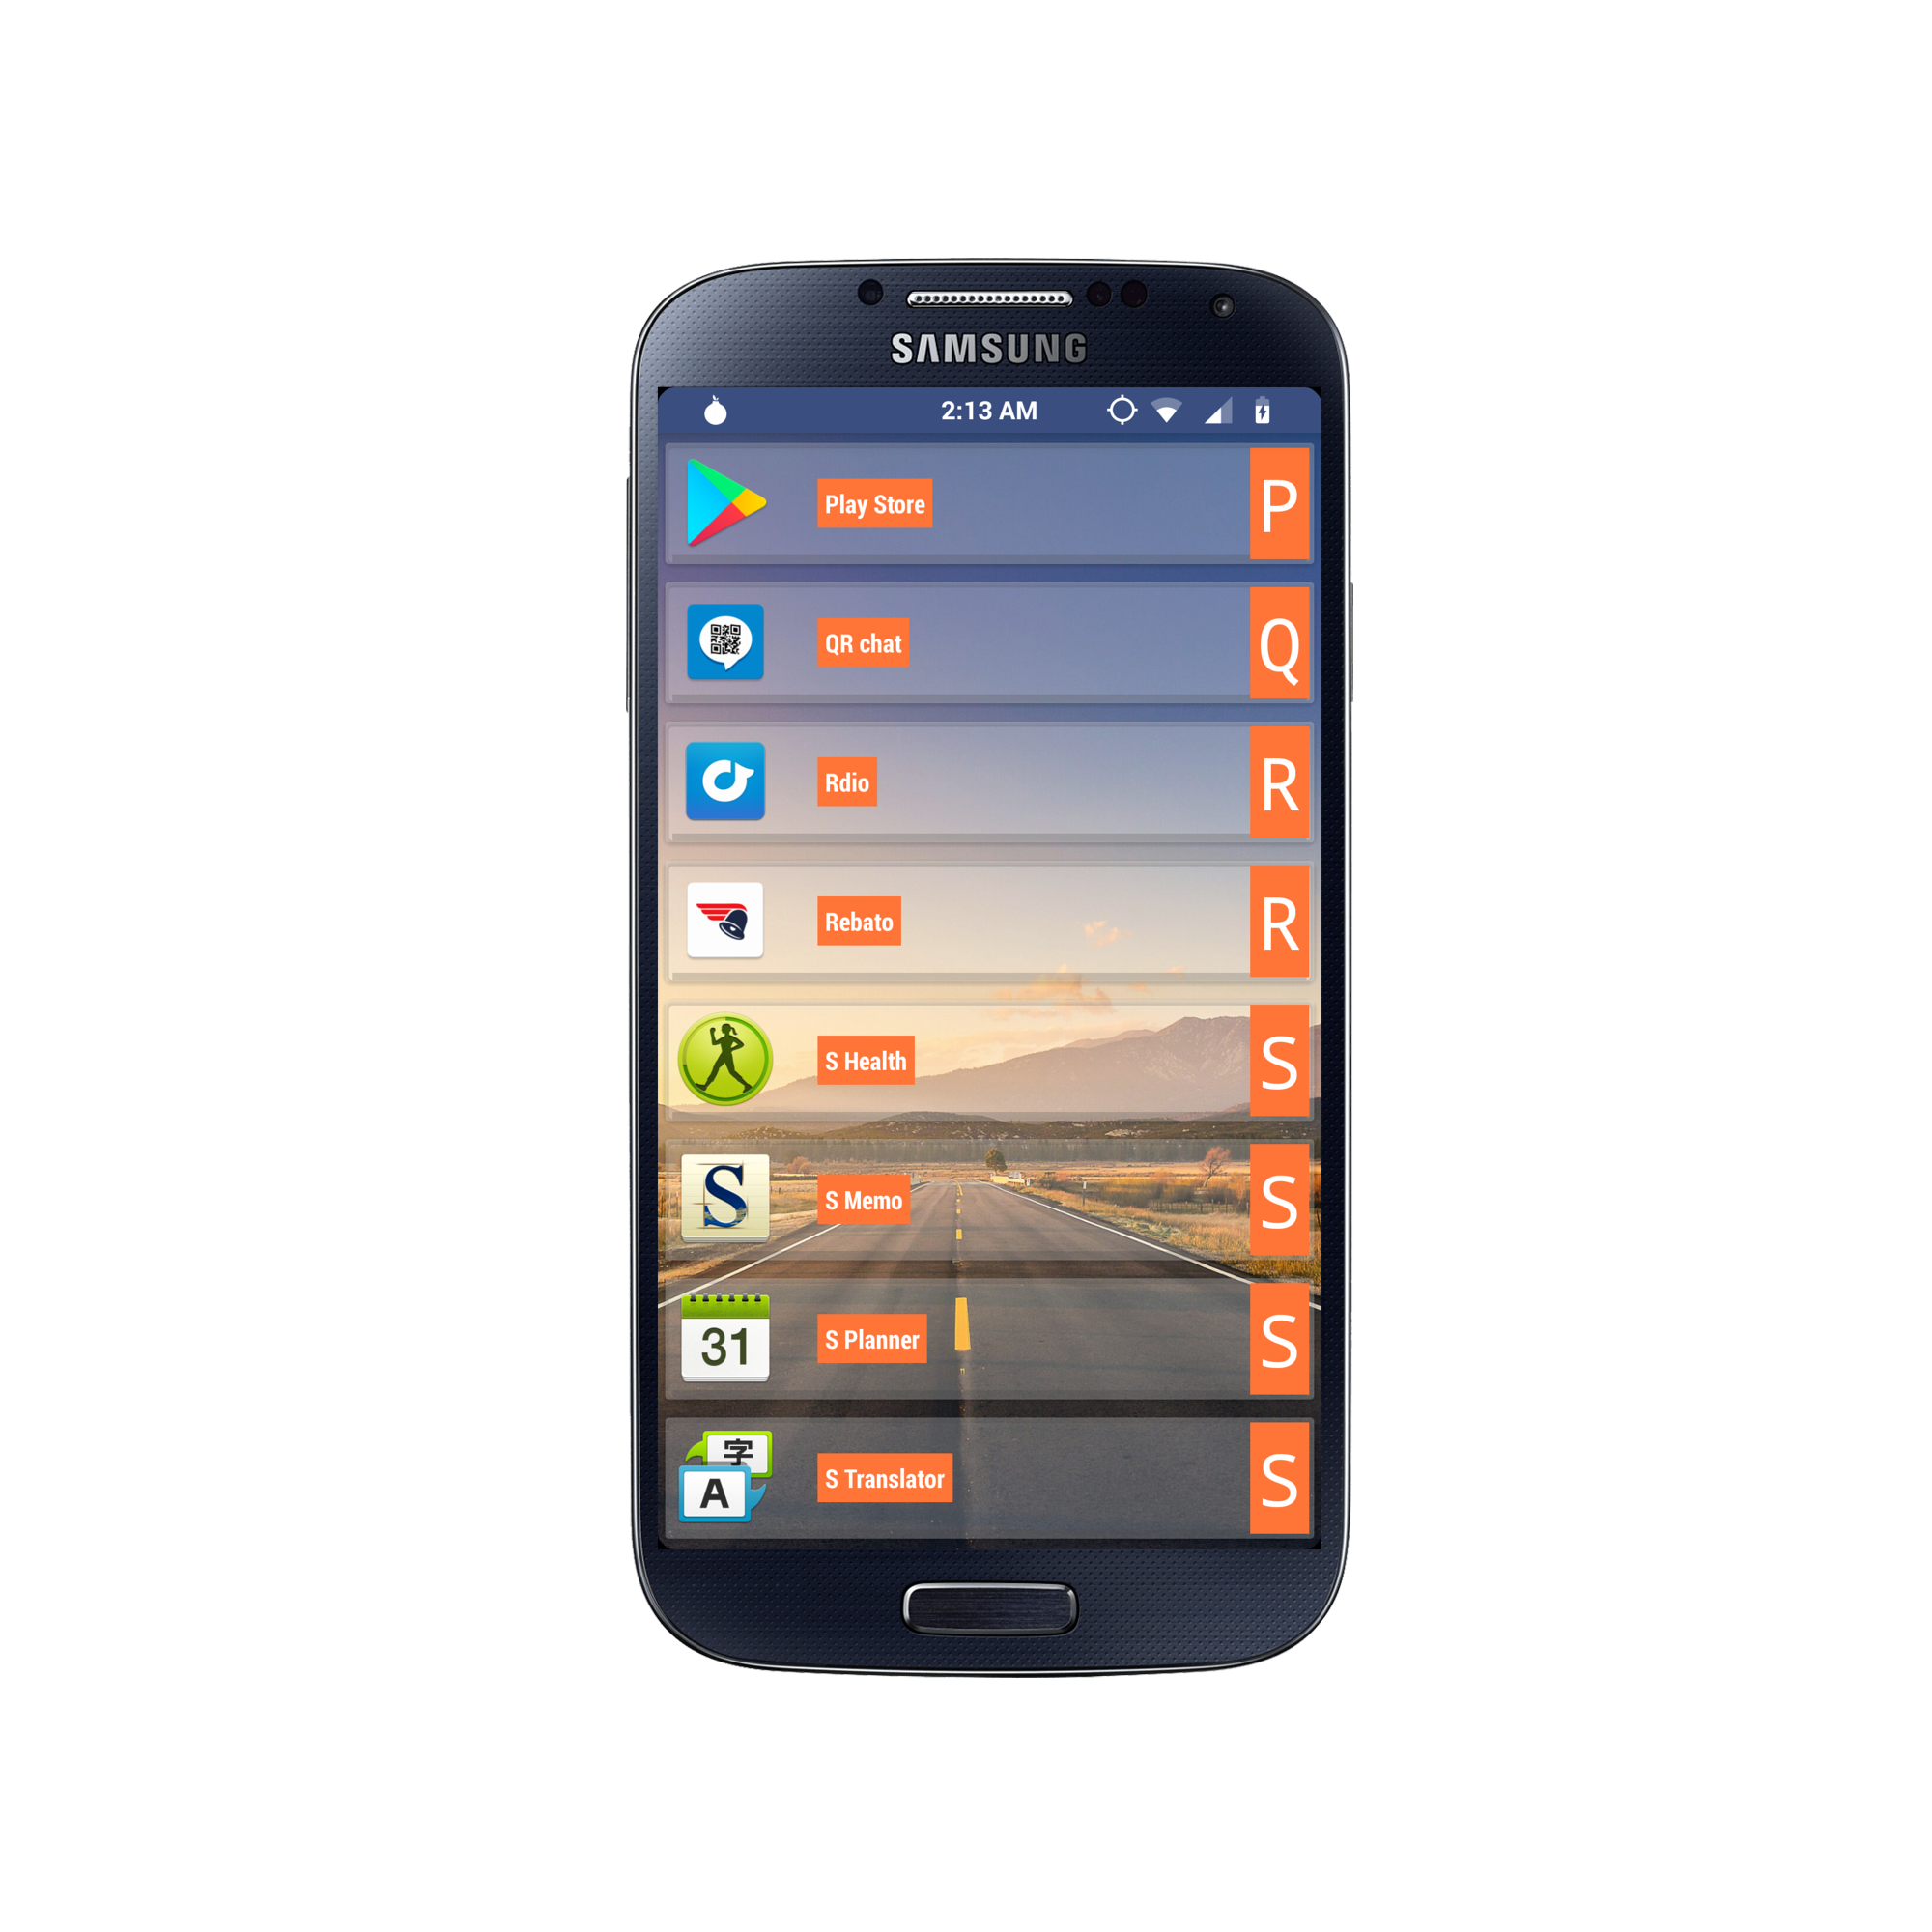 SAMSUNG
2:13 AM
Play Store P
QR chat Q
Rdio R
Rebato R
S Health S
S S Memo S
31 S Planner S
字 A S Translator S